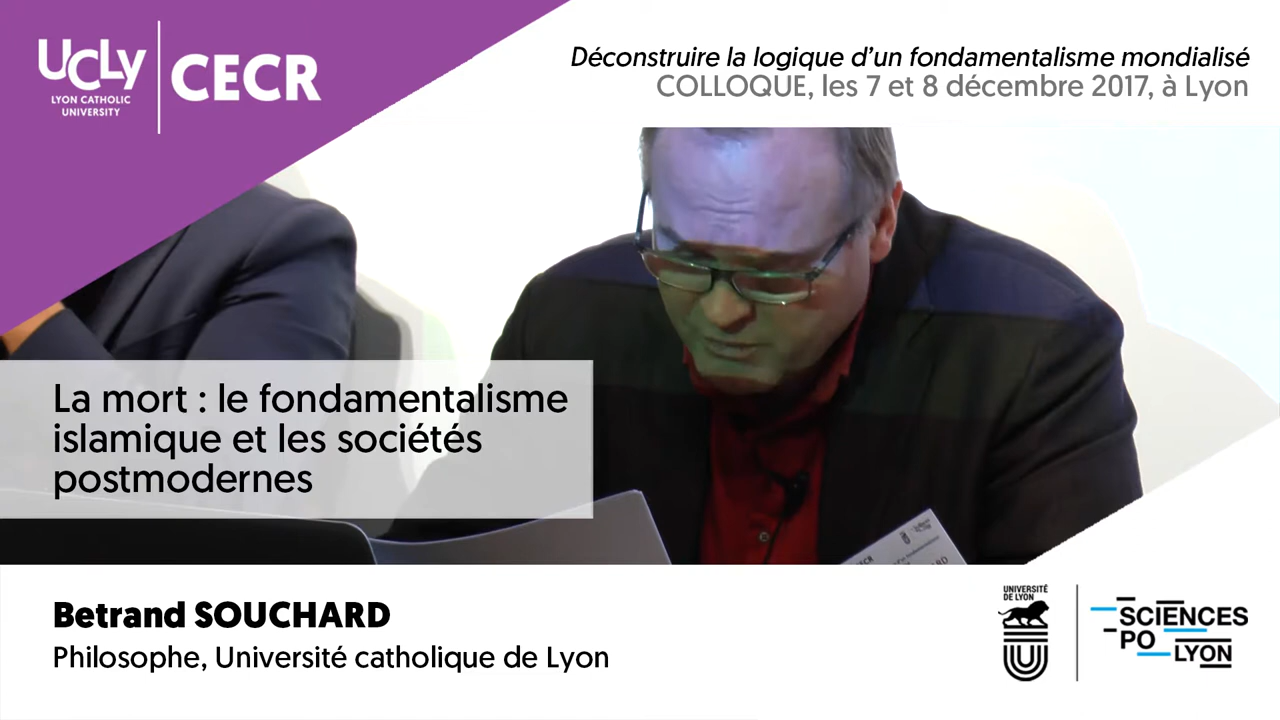 UCLY
LYON CATHOLIC
UNIVERSITY
CECR
Déconstruire la logique d’un fondamentalisme mondialisé
COLLOQUE, les 7 et 8 décembre 2017, à Lyon
La mort : le fondamentalisme
islamique et les sociétés
postmodernes
CECR
Betrand SOUCHARD
Philosophe, Université catholique de Lyon
UNIVERSITÉ
DE LYON
SCIENCES
PO
LYON